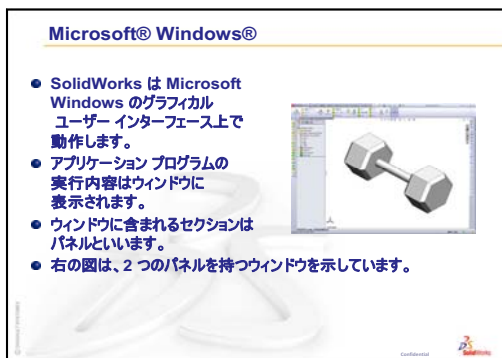 Microsoft® Windows®
SolidWorks は Microsoft
Windows のグラフィカル
ユーザー インターフェース上で
動作します。
アプリケーション プログラムの
実行内容はウィンドウに
表示されます。
ウィンドウに含まれるセクションは
パネルといいます。
右の図は、2 つのパネルを持つウィンドウを示しています。
Confidential
SolidWorks